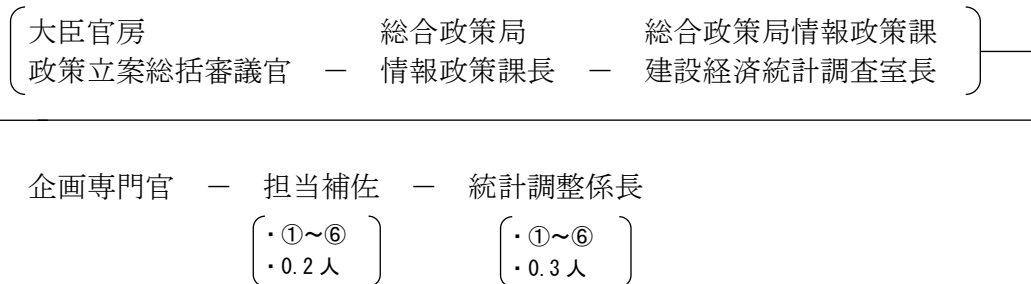 大臣官房 総合政策局 総合政策局情報政策課
政策立案総括審議官 － 情報政策課長 － 建設経済統計調査室長
企画専門官 － 担当補佐 － 統計調整係長
・①～⑥ ・①～⑥
・0.2人 ・0.3人